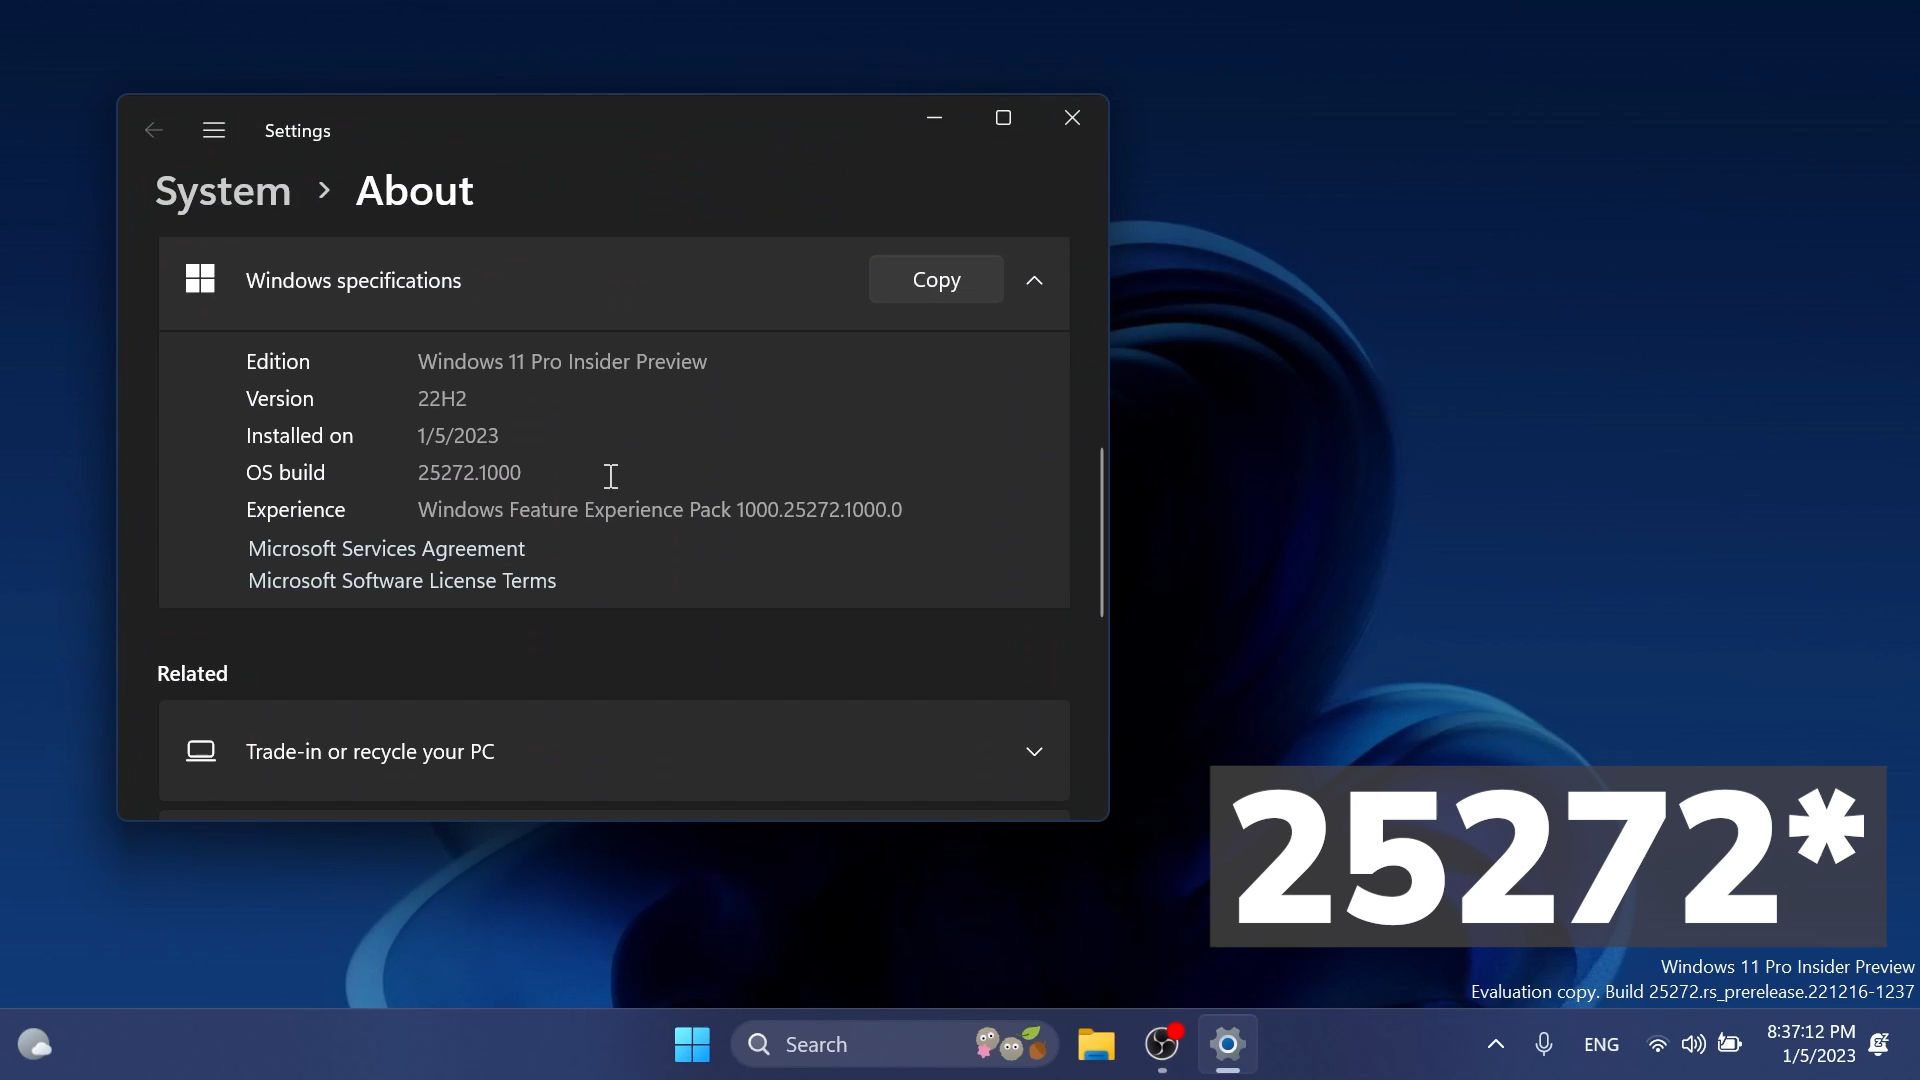 Settings
System > About
Windows specifications
Copy
Edition Windows 11 Pro Insider Preview
Version 22H2
Installed on 1/5/2023
OS build 25272.1000
Experience Windows Feature Experience Pack 1000.25272.1000.0
Microsoft Services Agreement
Microsoft Software License Terms
Related
Trade-in or recycle your PC
25272*
Windows 11 Pro Insider Preview
Evaluation copy. Build 25272.rs_prerelease.221216-1237
Search
ENG
8:37:12 PM
1/5/2023